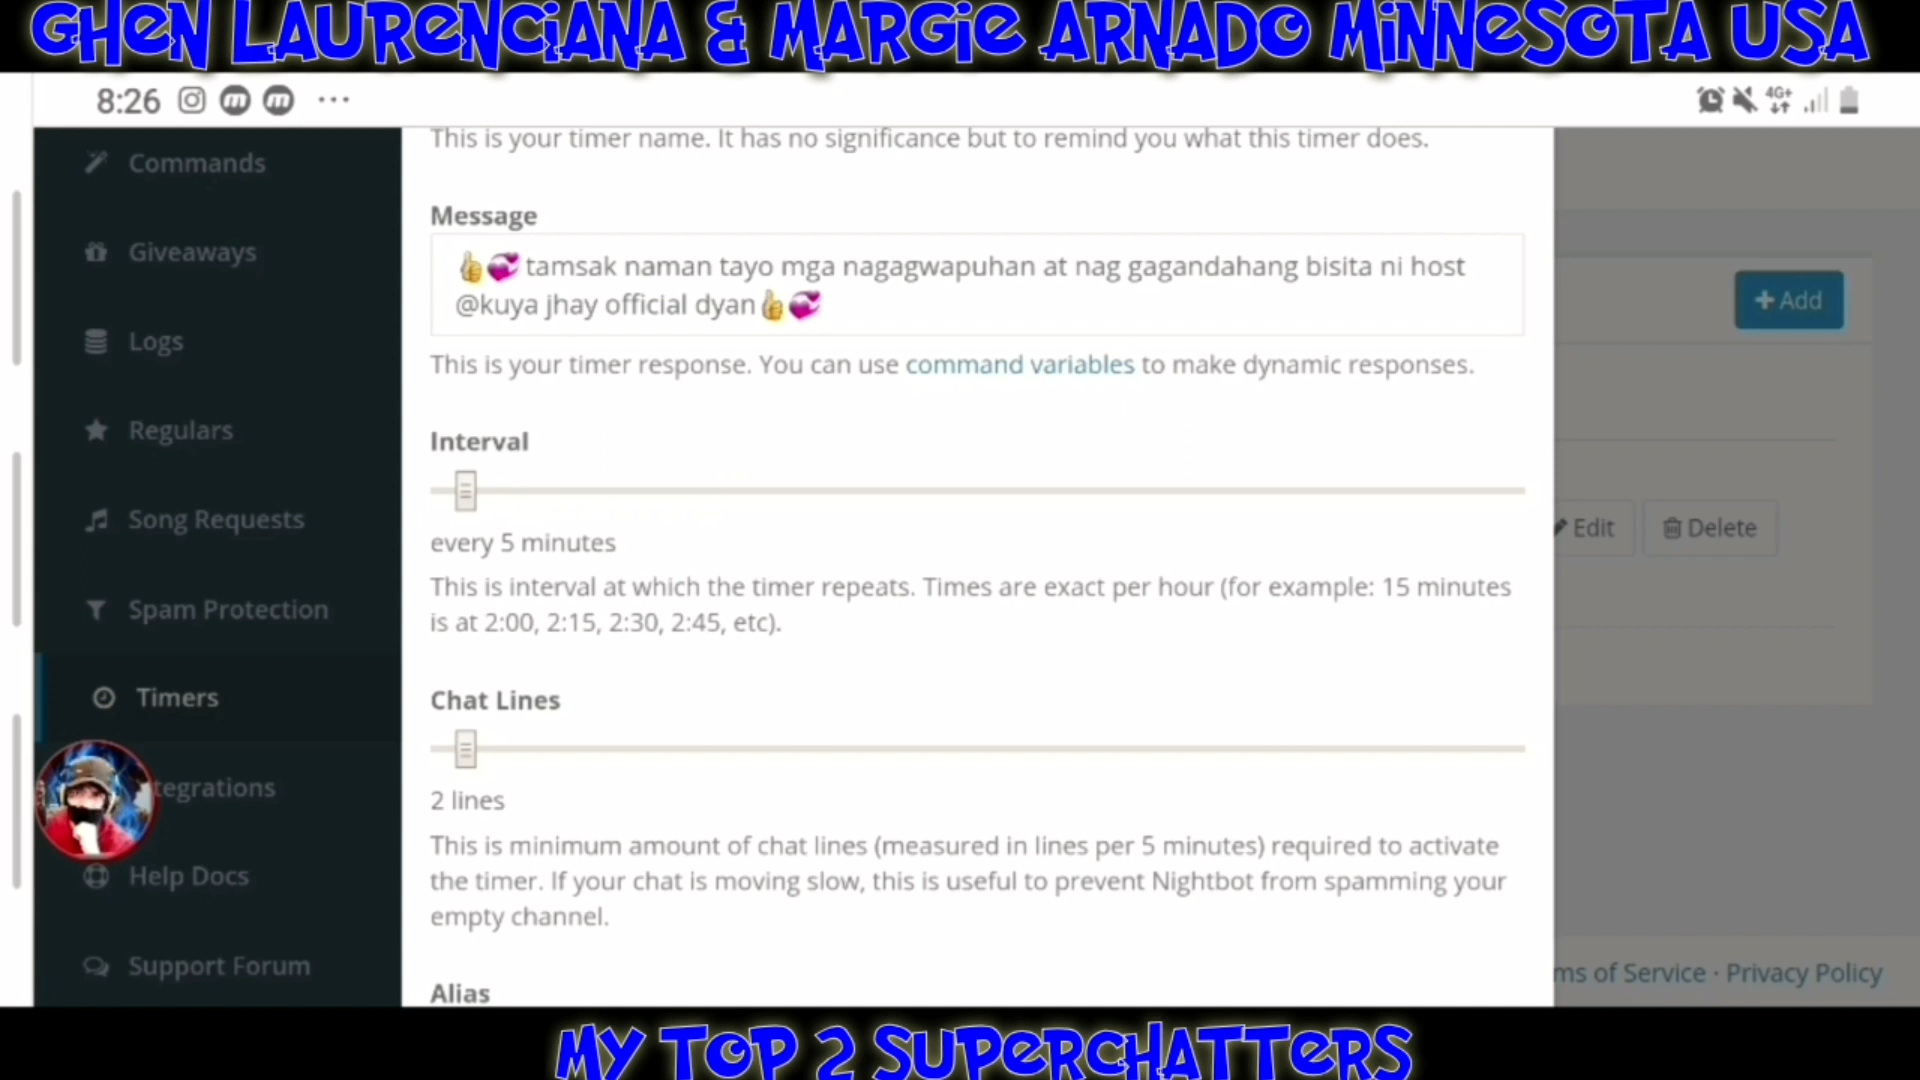 GHEN LAURENCIANA & MARGIE ARNADO MINNESOTA USA
8:26
4G+
This is your timer name. It has no significance but to remind you what this timer does.
Commands
Giveaways
Logs
Regulars
Song Requests
Spam Protection
Timers
tegrations
Help Docs
Support Forum
Message
👍💞 tamsak naman tayo mga nagagwapuhan at nag gagandahang bisita ni host
@kuya jhay official dyan👍💞
This is your timer response. You can use command variables to make dynamic responses.
Interval
every 5 minutes
This is interval at which the timer repeats. Times are exact per hour (for example: 15 minutes
is at 2:00, 2:15, 2:30, 2:45, etc).
Chat Lines
2 lines
This is minimum amount of chat lines (measured in lines per 5 minutes) required to activate
the timer. If your chat is moving slow, this is useful to prevent Nightbot from spamming your
empty channel.
Alias
+ Add
Edit
Delete
ms of Service · Privacy Policy
MY TOP 2 SUPERCHATTERS